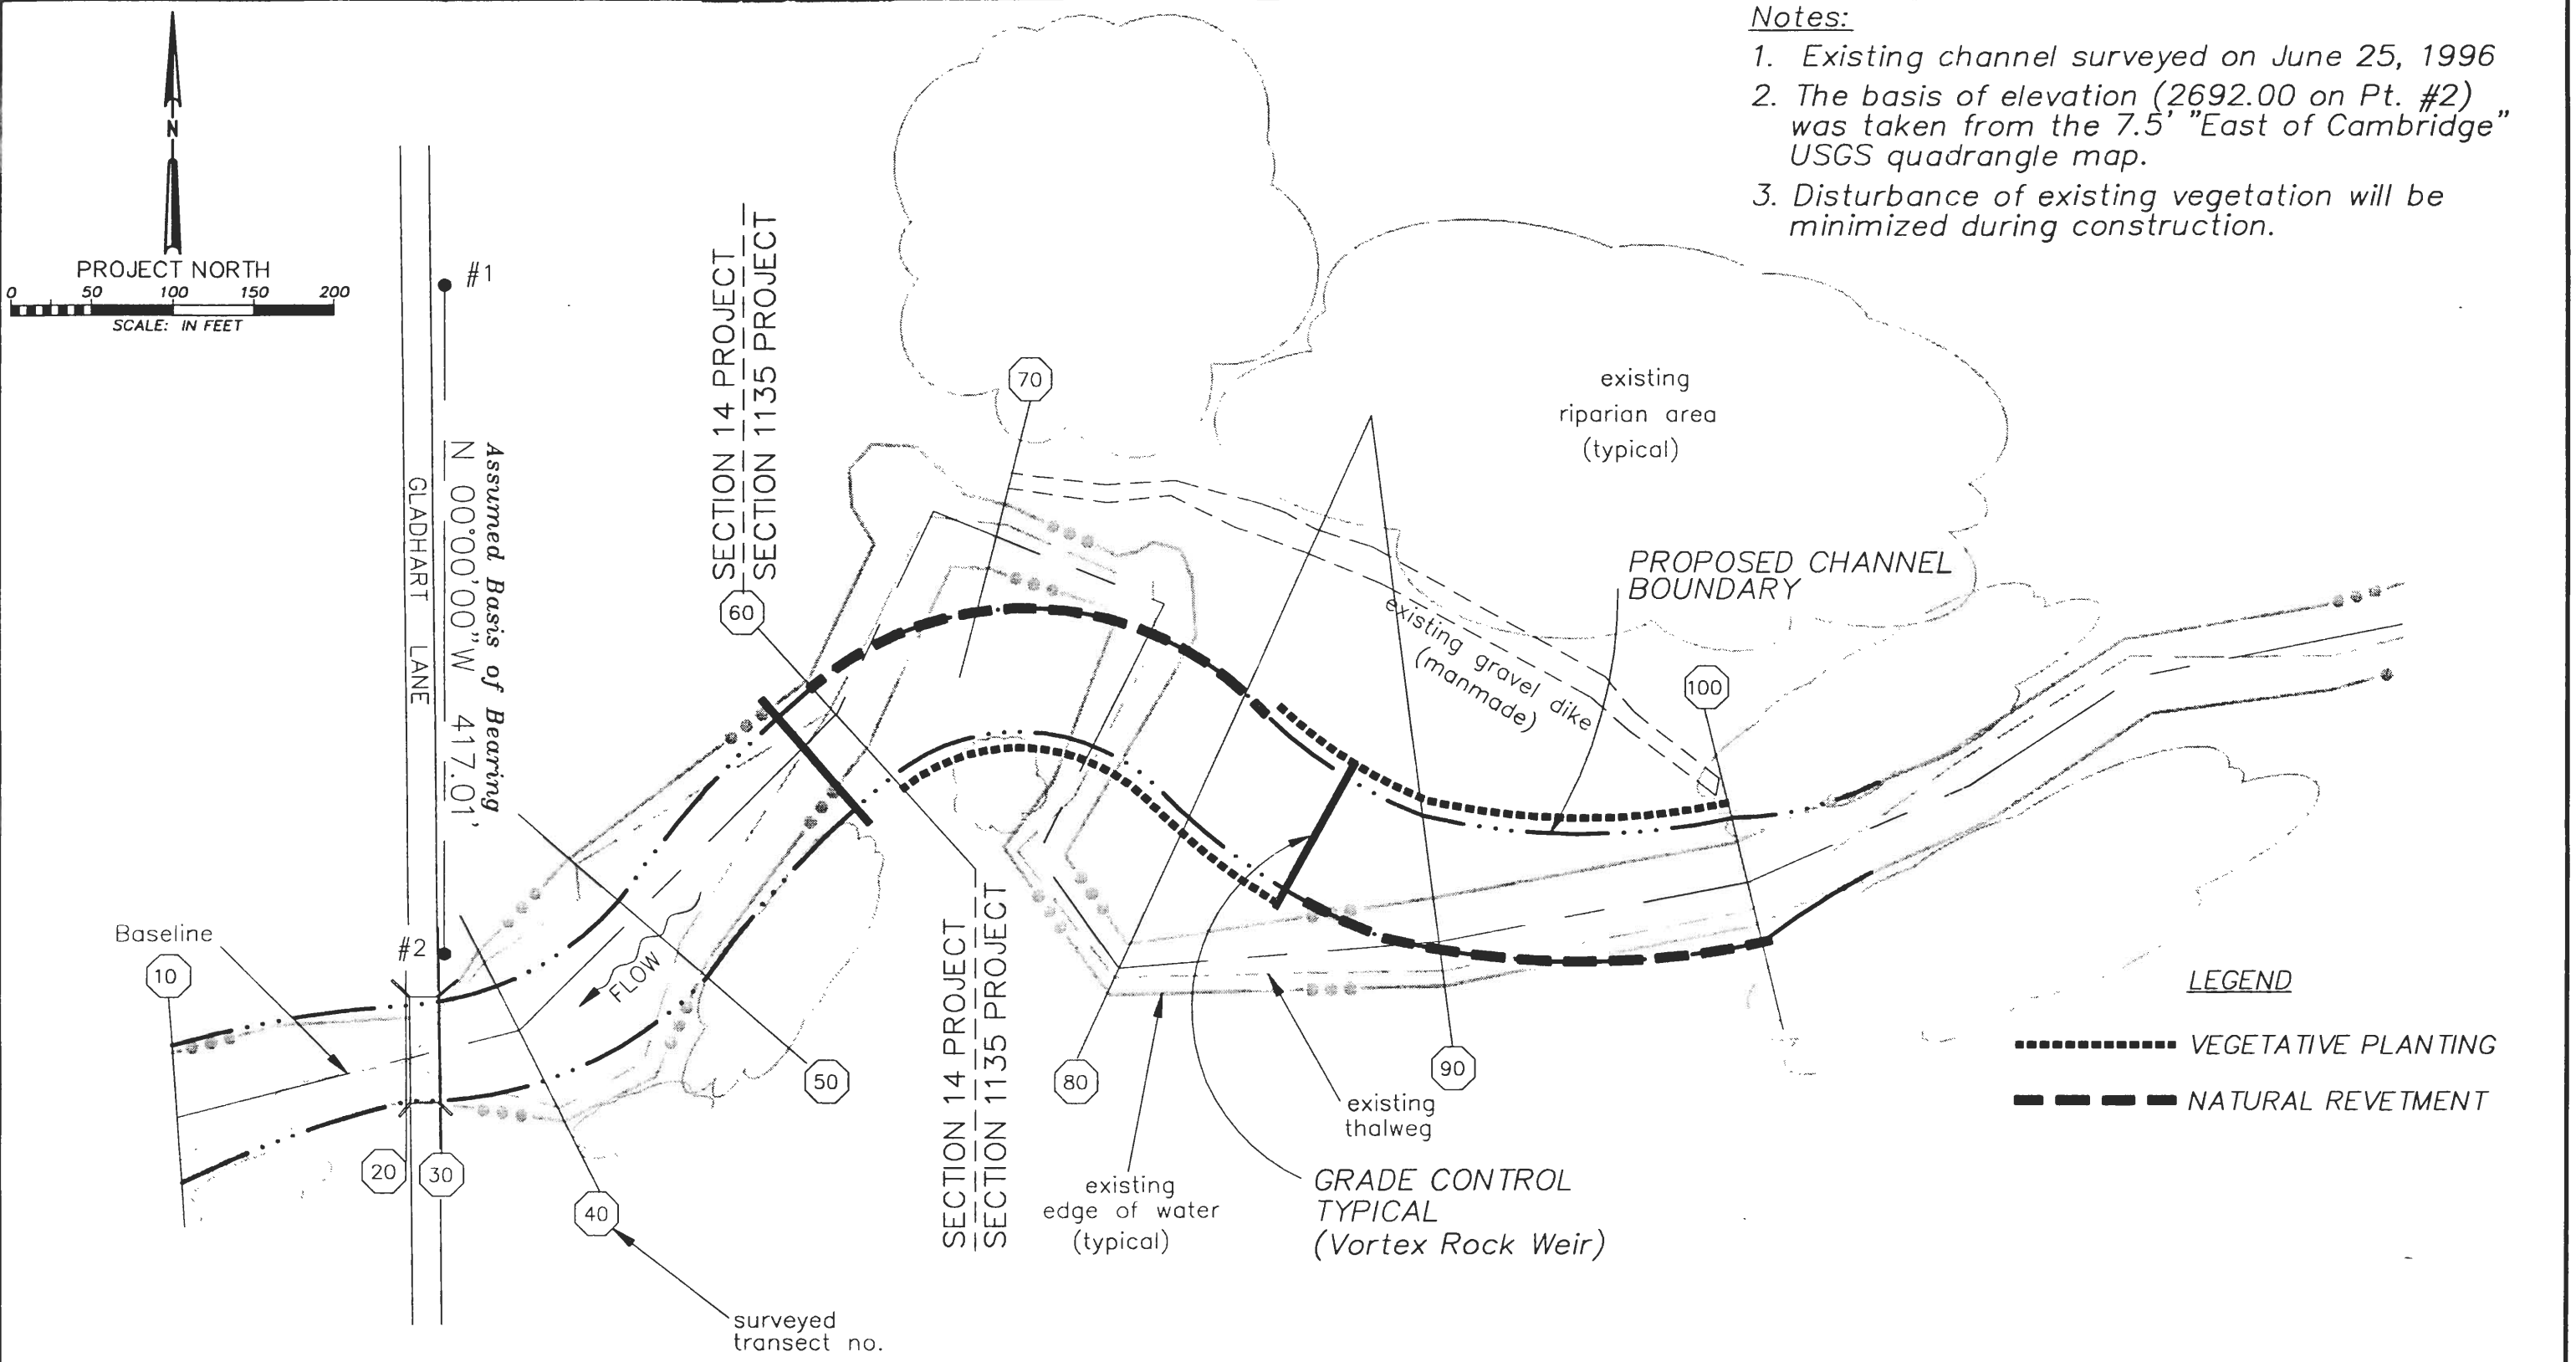 Notes:
1. Existing channel surveyed on June 25, 1996
2. The basis of elevation (2692.00 on Pt. #2)
was taken from the 7.5' "East of Cambridge"
USGS quadrangle map.
3. Disturbance of existing vegetation will be
minimized during construction.
N
PROJECT NORTH
0 50 100 150 200
SCALE: IN FEET
#1
GLADHART LANE
Assumed Basis of Bearing
N 00°00'00"W 417.01'
SECTION 14 PROJECT
SECTION 1135 PROJECT
60
70
existing
riparian area
(typical)
PROPOSED CHANNEL
BOUNDARY
existing gravel dike
(manmade)
100
Baseline
10
#2
FLOW
20
30
40
50
surveyed
transect no.
SECTION 14 PROJECT
SECTION 1135 PROJECT
80
90
existing
edge of water
(typical)
existing
thalweg
GRADE CONTROL
TYPICAL
(Vortex Rock Weir)
LEGEND
VEGETATIVE PLANTING
NATURAL REVETMENT